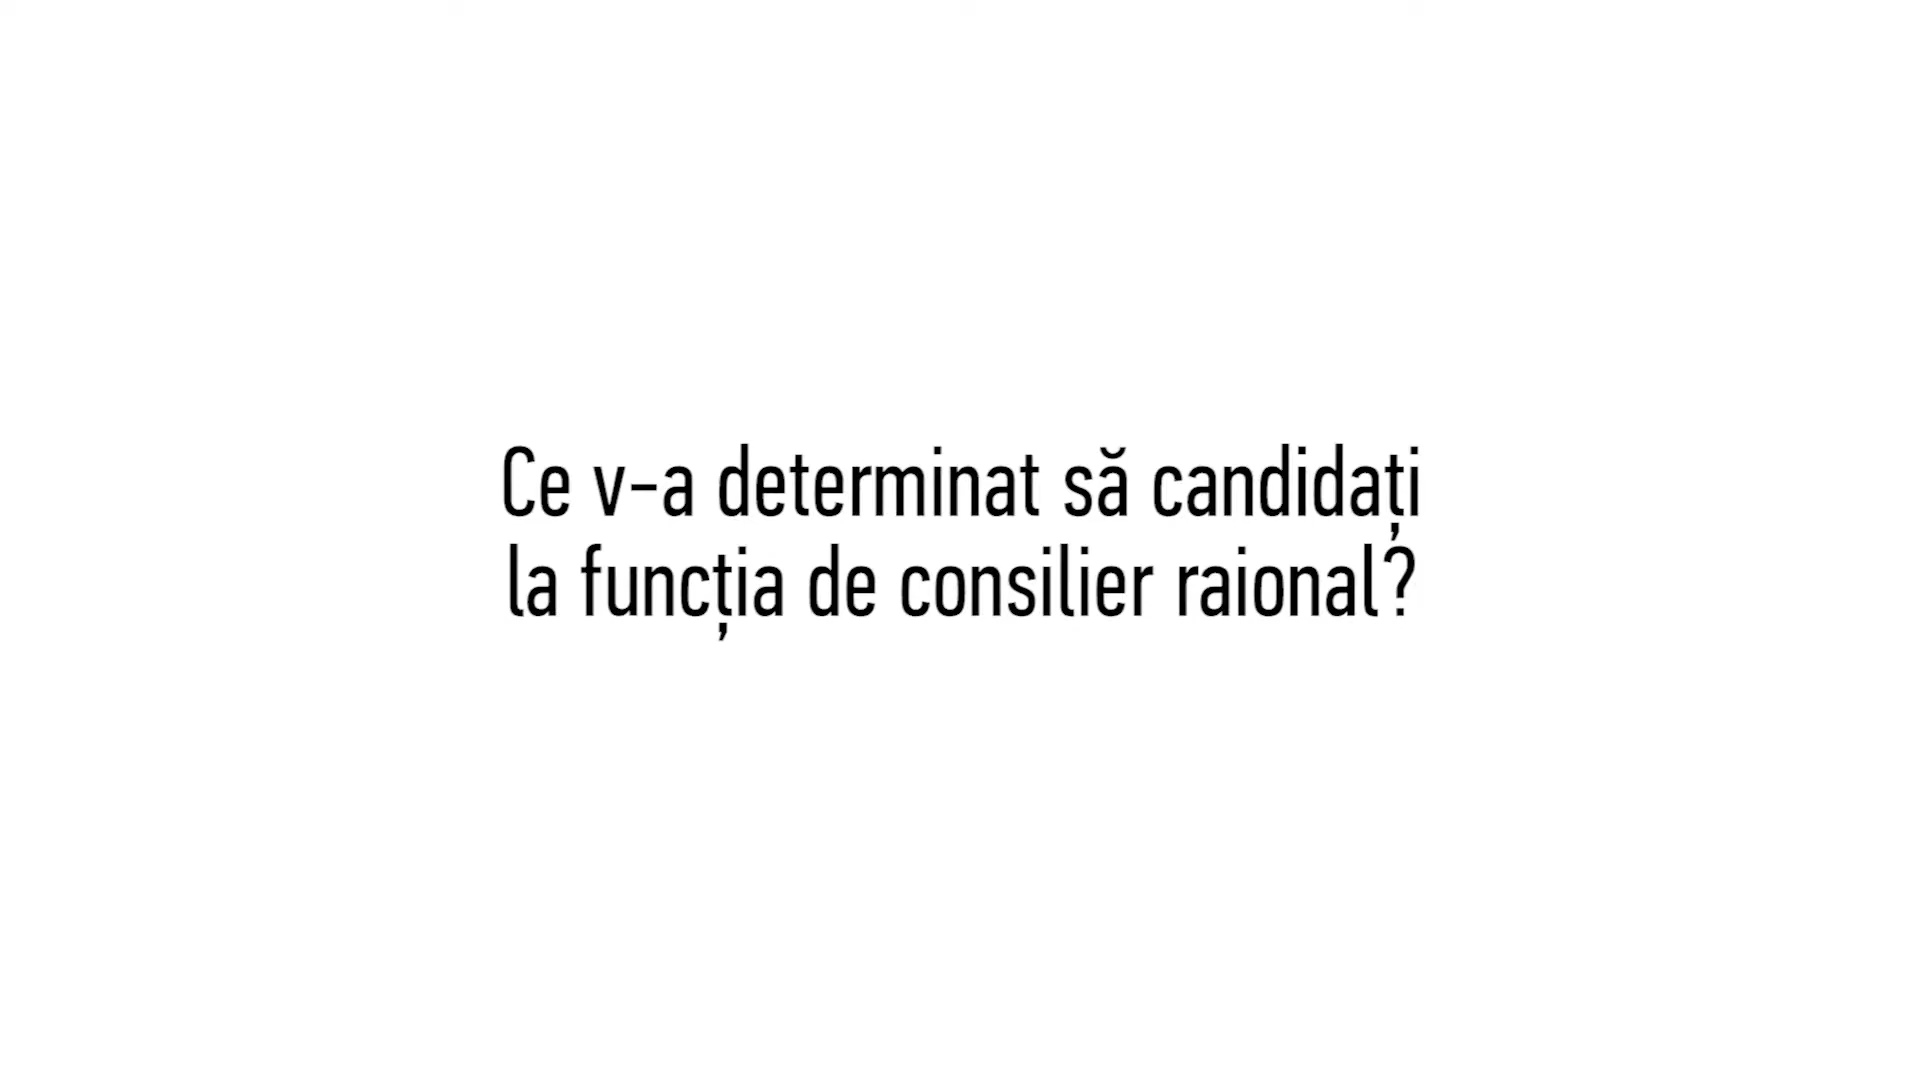 Ce v-a determinat să candidați
la funcția de consilier raional?